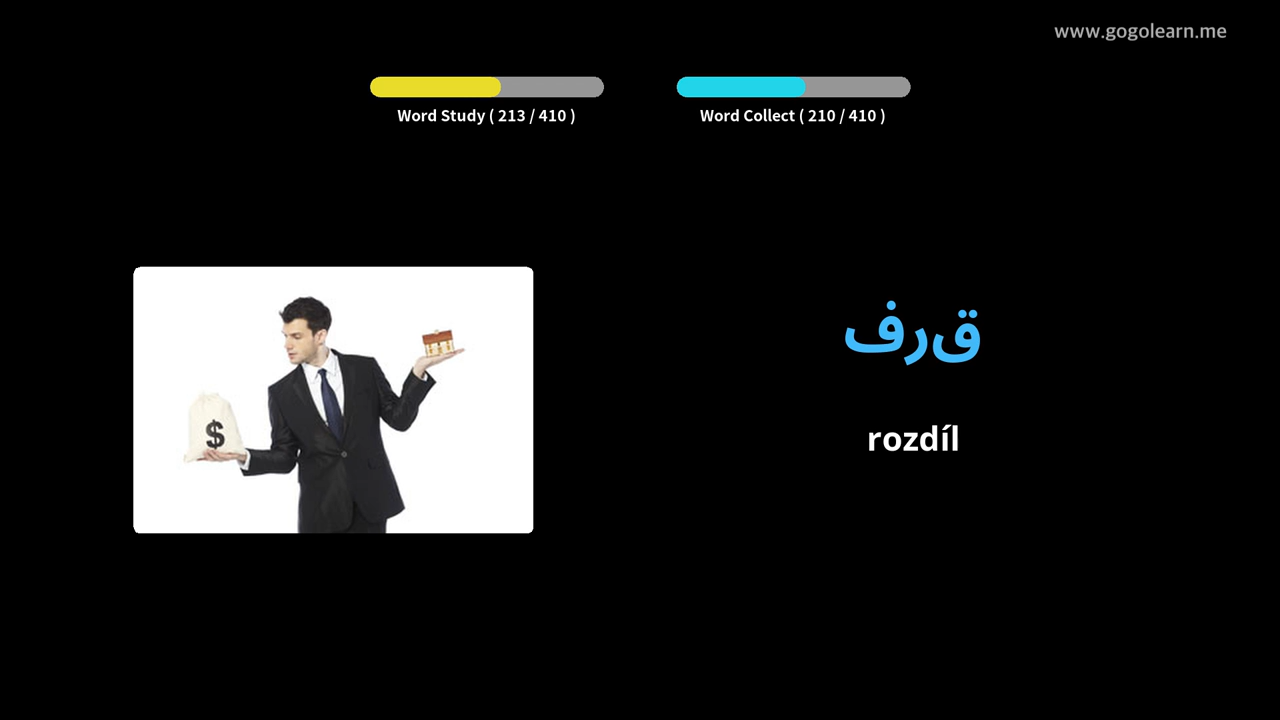 www.gogolearn.me
Word Study ( 213 / 410 )
Word Collect ( 210 / 410 )
فرق
rozdíl
$